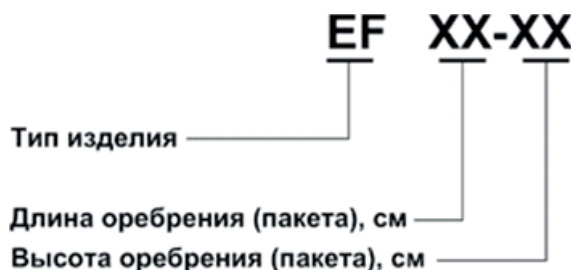 EF XX-XX
Тип изделия
Длина оребрения (пакета), см
Высота оребрения (пакета), см